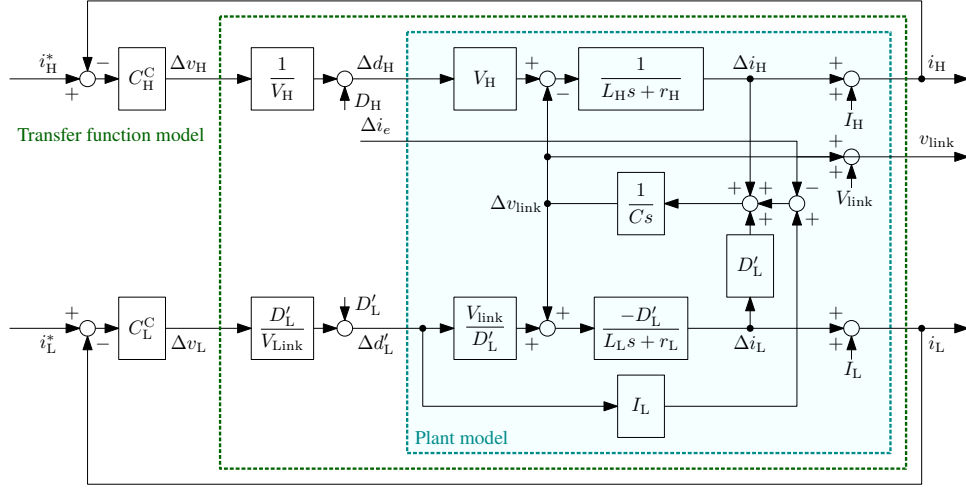 i_H^* − + C_H^C Δv_H 1/V_H Δd_H D_H V_H + − 1/(L_H s + r_H) Δi_H + + I_H i_H
Transfer function model
Δi_e
+ + V_link v_link
Δv_link 1/(Cs) + + + − +
D′_L
i_L^* + − C_L^C Δv_L D′_L/V_Link D′_L Δd′_L V_link/D′_L + + −D′_L/(L_L s + r_L) Δi_L + + I_L i_L
I_L
Plant model